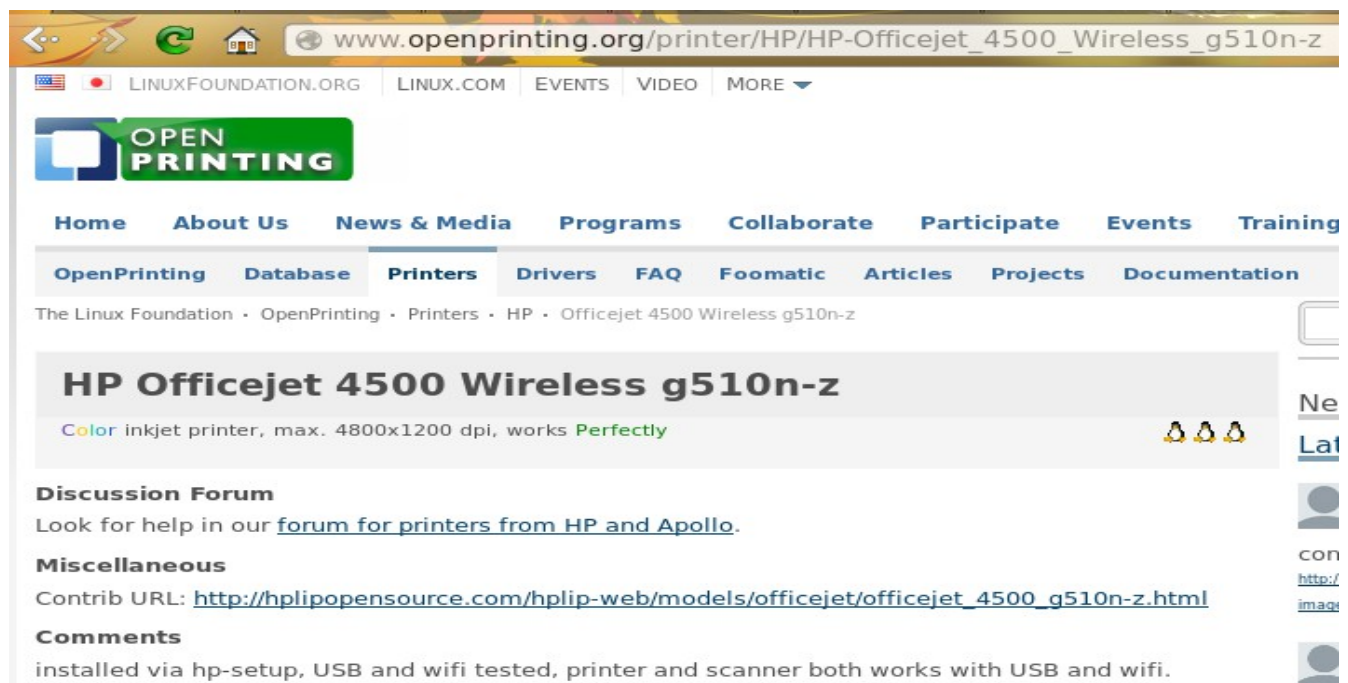 www.openprinting.org/printer/HP/HP-Officejet_4500_Wireless_g510n-z
LINUXFOUNDATION.ORG LINUX.COM EVENTS VIDEO MORE
OPEN
PRINTING
Home About Us News & Media Programs Collaborate Participate Events Training
OpenPrinting Database Printers Drivers FAQ Foomatic Articles Projects Documentation
The Linux Foundation • OpenPrinting • Printers • HP • Officejet 4500 Wireless g510n-z
HP Officejet 4500 Wireless g510n-z
Ne
Color inkjet printer, max. 4800x1200 dpi, works Perfectly
Lat
Discussion Forum
Look for help in our forum for printers from HP and Apollo.
Miscellaneous
con
http:/
Contrib URL: http://hplipopensource.com/hplip-web/models/officejet/officejet_4500_g510n-z.html
image
Comments
installed via hp-setup, USB and wifi tested, printer and scanner both works with USB and wifi.